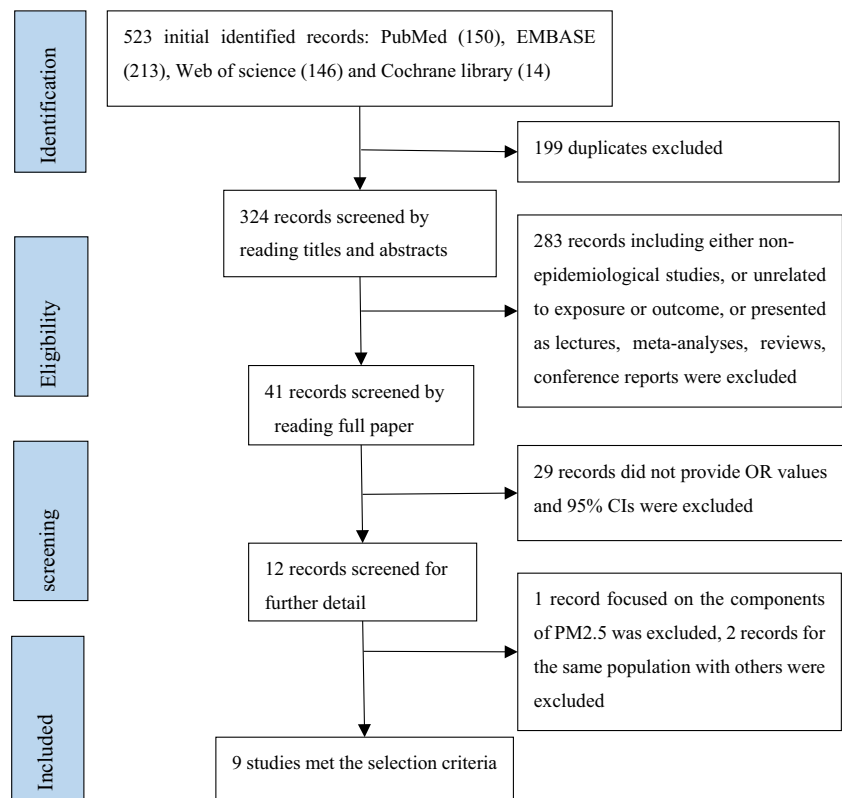 Identification
523 initial identified records: PubMed (150), EMBASE
(213), Web of science (146) and Cochrane library (14)
199 duplicates excluded
324 records screened by
reading titles and abstracts
Eligibility
283 records including either non-
epidemiological studies, or unrelated
to exposure or outcome, or presented
as lectures, meta-analyses, reviews,
conference reports were excluded
41 records screened by
reading full paper
screening
29 records did not provide OR values
and 95% CIs were excluded
12 records screened for
further detail
1 record focused on the components
of PM2.5 was excluded, 2 records for
the same population with others were
excluded
Included
9 studies met the selection criteria